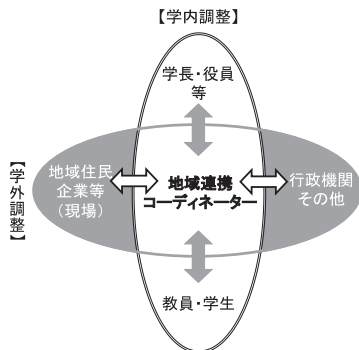 【学内調整】
学長・役員
等
【学外調整】
地域住民
企業等
（現場）
地域連携
コーディネーター
行政機関
その他
教員・学生